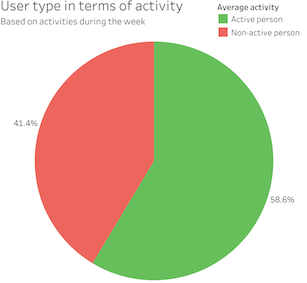 User type in terms of activity
Based on activities during the week
Average activity
Active person
Non-active person
41.4%
58.6%